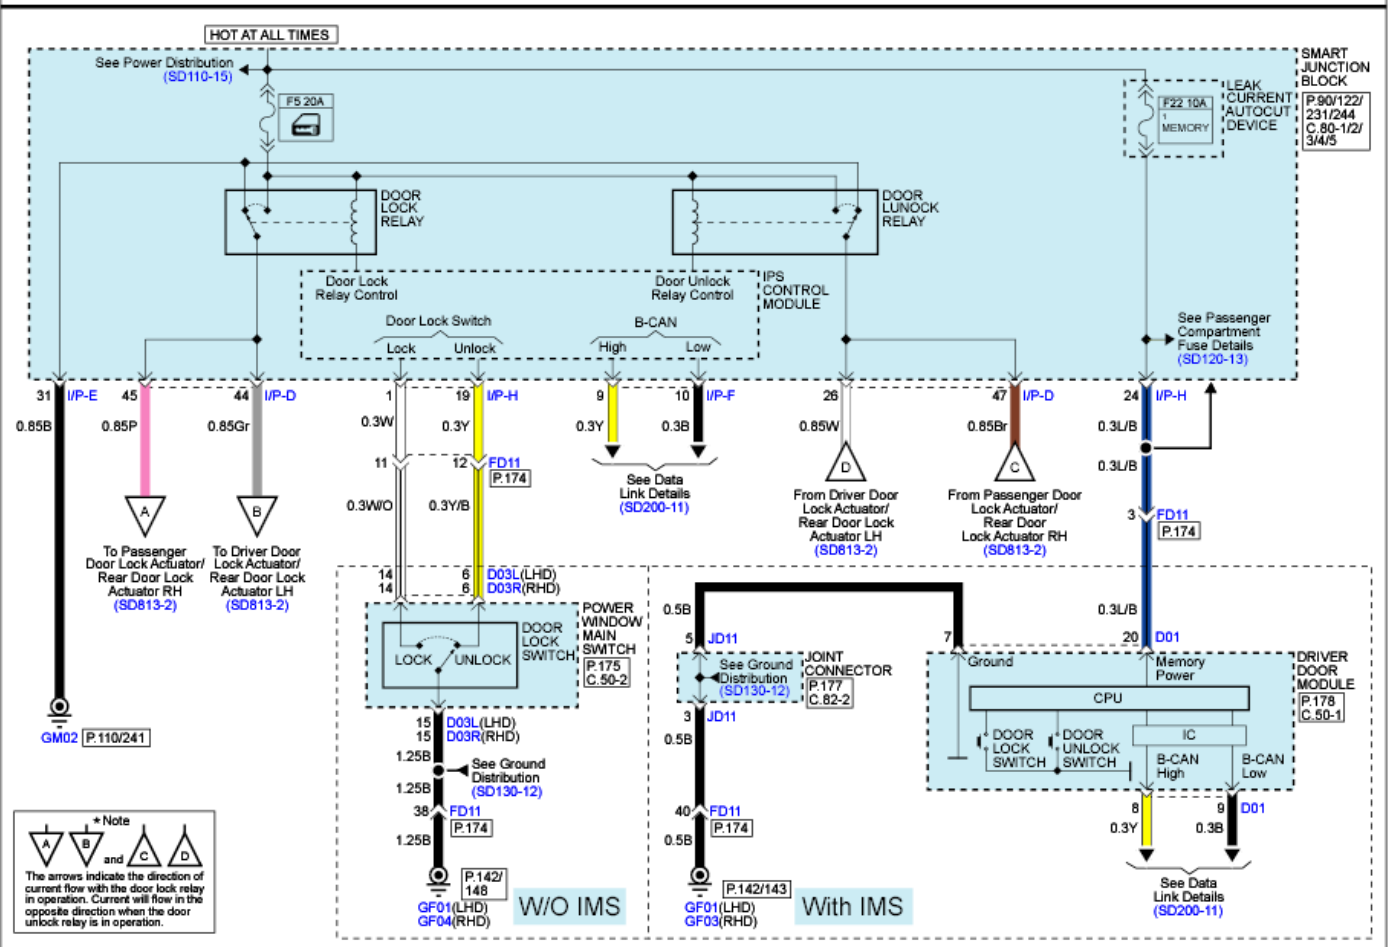 HOT AT ALL TIMES
See Power Distribution
(SD110-15)
F5 20A
F22 10A
1
MEMORY
LEAK
CURRENT
AUTOCUT
DEVICE
SMART
JUNCTION
BLOCK
P.90/122/
231/244
C.80-1/2/
3/4/5
DOOR
LOCK
RELAY
DOOR
LUNOCK
RELAY
Door Lock
Relay Control
Door Unlock
Relay Control
IPS
CONTROL
MODULE
Door Lock Switch
Lock Unlock
B-CAN
High Low
See Passenger
Compartment
Fuse Details
(SD120-13)
31 I/P-E 45 44 I/P-D 1 19 I/P-H 9 10 I/P-F 26 47 I/P-D 24 I/P-H
0.85B 0.85P 0.85Gr 0.3W 0.3Y 0.3Y 0.3B 0.85W 0.85Br 0.3L/B
0.3L/B
11 12 FD11
P.174
0.3W/O 0.3Y/B
A
To Passenger
Door Lock Actuator/
Rear Door Lock
Actuator RH
(SD813-2)
B
To Driver Door
Lock Actuator/
Rear Door Lock
Actuator LH
(SD813-2)
See Data
Link Details
(SD200-11)
D
From Driver Door
Lock Actuator/
Rear Door Lock
Actuator LH
(SD813-2)
C
From Passenger Door
Lock Actuator/
Rear Door
Lock Actuator RH
(SD813-2)
3 FD11
P.174
0.3L/B
14 6 D03L(LHD)
14 6 D03R(RHD)
POWER
WINDOW
MAIN
SWITCH
P.175
C.50-2
DOOR
LOCK
SWITCH
LOCK UNLOCK
15 D03L(LHD)
15 D03R(RHD)
1.25B
See Ground
Distribution
(SD130-12)
1.25B
38 FD11
P.174
1.25B
P.142/
148
GF01(LHD)
GF04(RHD)
W/O IMS
GM02 P.110/241
0.5B
5 JD11
See Ground
Distribution
(SD130-12)
JOINT
CONNECTOR
P.177
C.82-2
3 JD11
0.5B
40 FD11
P.174
0.5B
P.142/143
GF01(LHD)
GF03(RHD)
With IMS
7 20 D01
Ground
Memory
Power
CPU
DOOR
LOCK
SWITCH
DOOR
UNLOCK
SWITCH
IC
B-CAN
High
B-CAN
Low
DRIVER
DOOR
MODULE
P.178
C.50-1
8 9 D01
0.3Y 0.3B
See Data
Link Details
(SD200-11)
*Note
A B and C D
The arrows indicate the direction of
current flow with the door lock relay
in operation. Current will flow in the
opposite direction when the door
unlock relay is in operation.